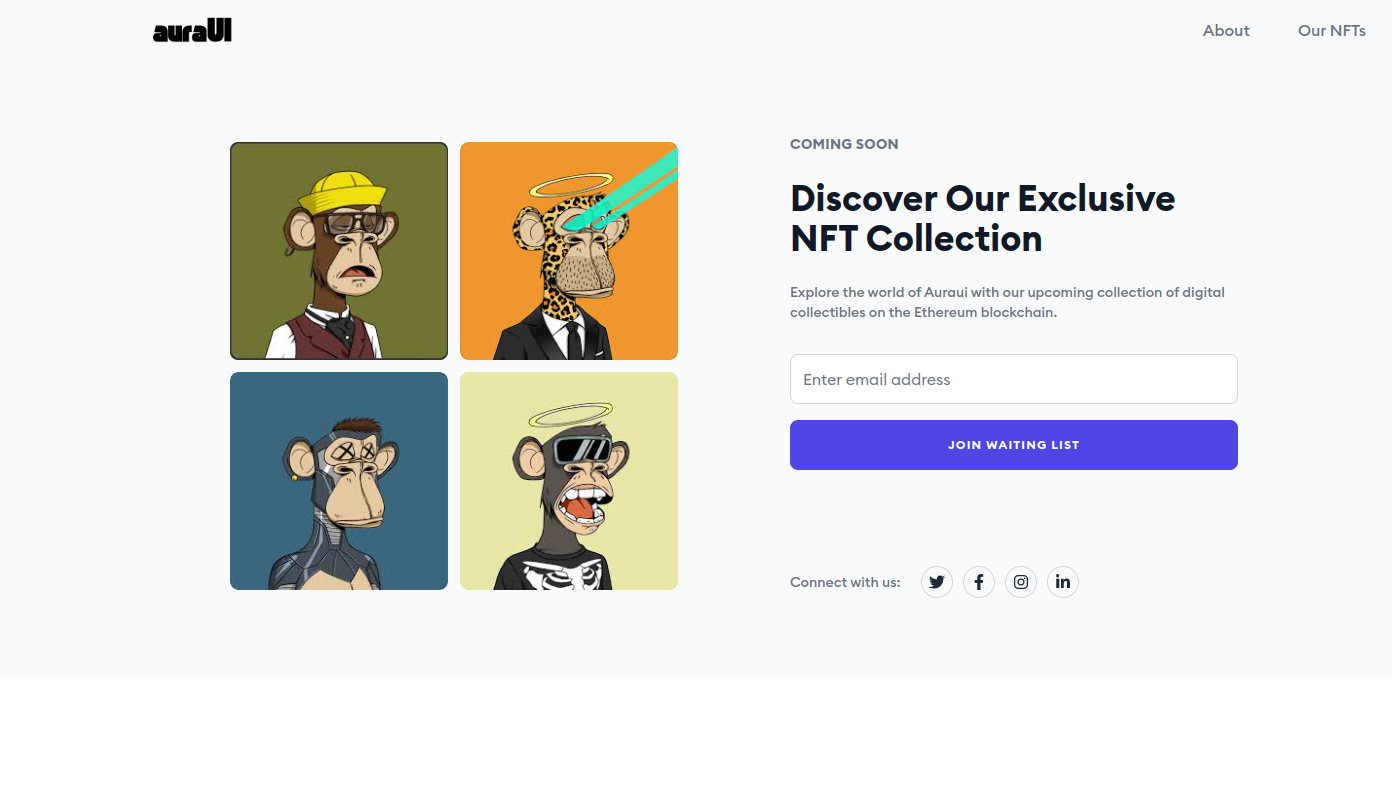 auraUI
About
Our NFTs
COMING SOON
Discover Our Exclusive
NFT Collection
Explore the world of Auraui with our upcoming collection of digital
collectibles on the Ethereum blockchain.
Enter email address
JOIN WAITING LIST
Connect with us: